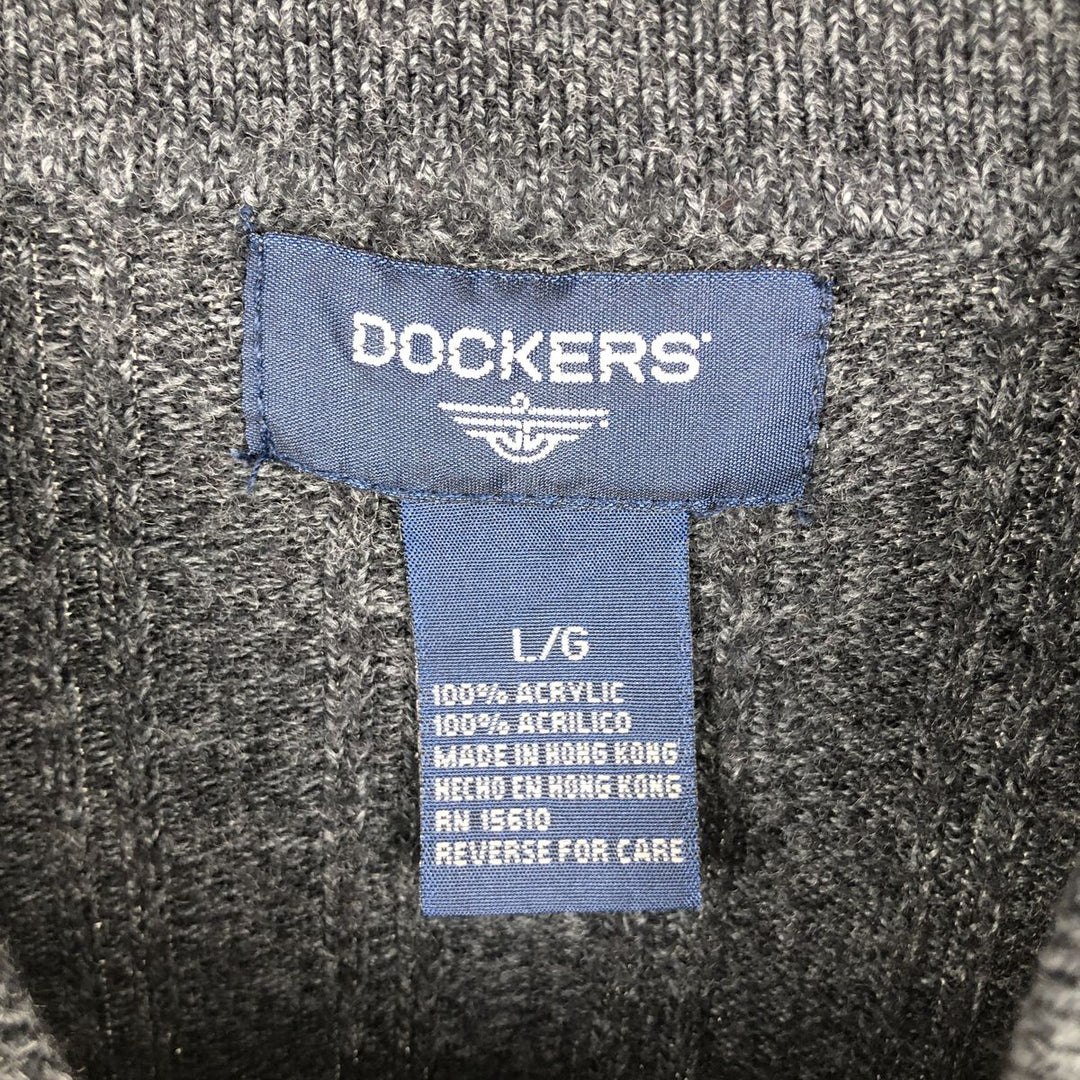 DOCKERS
L/G
100% ACRYLIC
100% ACRILICO
MADE IN HONG KONG
HECHO EN HONG KONG
RN 15610
REVERSE FOR CARE